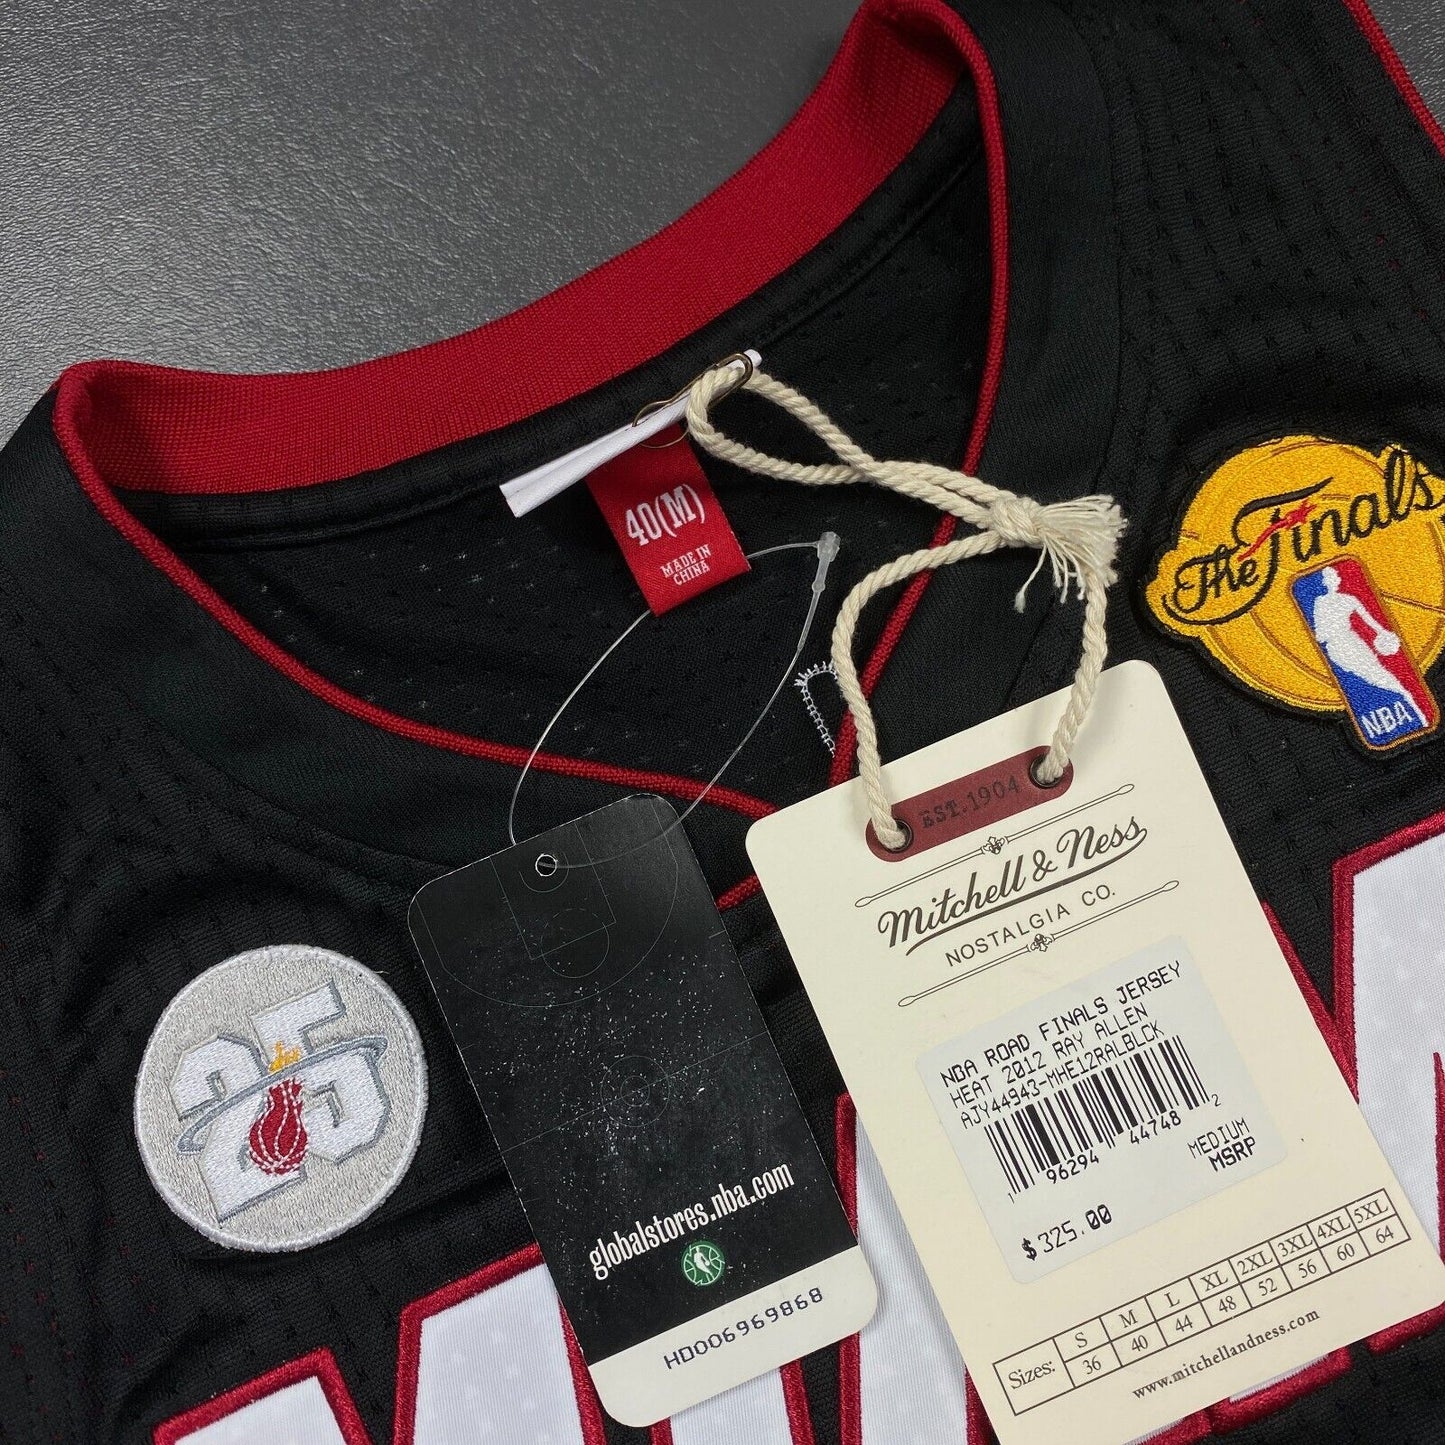 40(M)
MADE IN
CHINA
The Finals
NBA
25
EST.1904
Mitchell & Ness
NOSTALGIA CO.
NBA ROAD FINALS JERSEY
HEAT 2012 RAY ALLEN
AJY44943-MHE12RALBLCK
1 96294 44748 2
MEDIUM
MSRP
$325.00
Sizes: S M L XL 2XL 3XL 4XL 5XL
36 40 44 48 52 56 60 64
www.mitchellandness.com
globalstores.nba.com
HD006969868